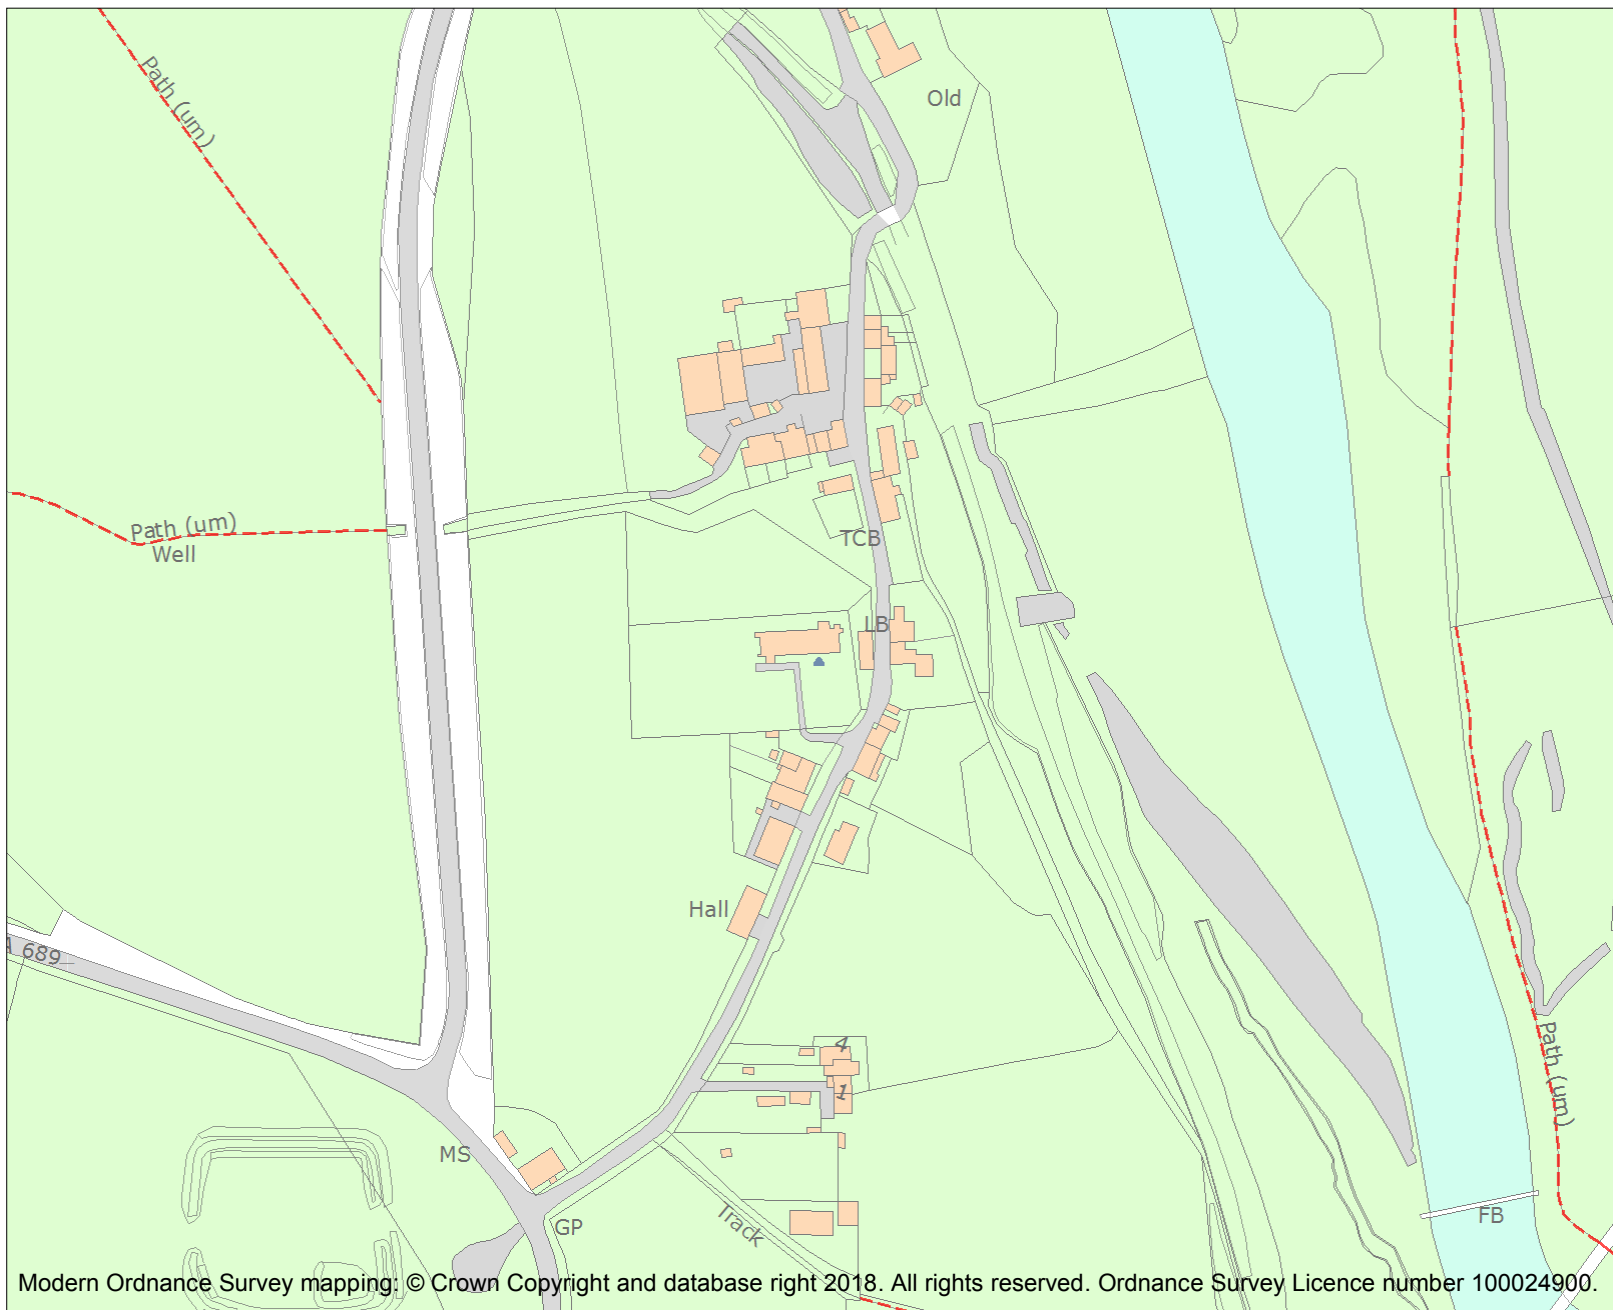 Path (um)
Old
Path (um)
Well
TCB
LB
Hall
A 689
4
1
Path (um)
MS
Track
GP
FB
Modern Ordnance Survey mapping: © Crown Copyright and database right 2018. All rights reserved. Ordnance Survey Licence number 100024900.